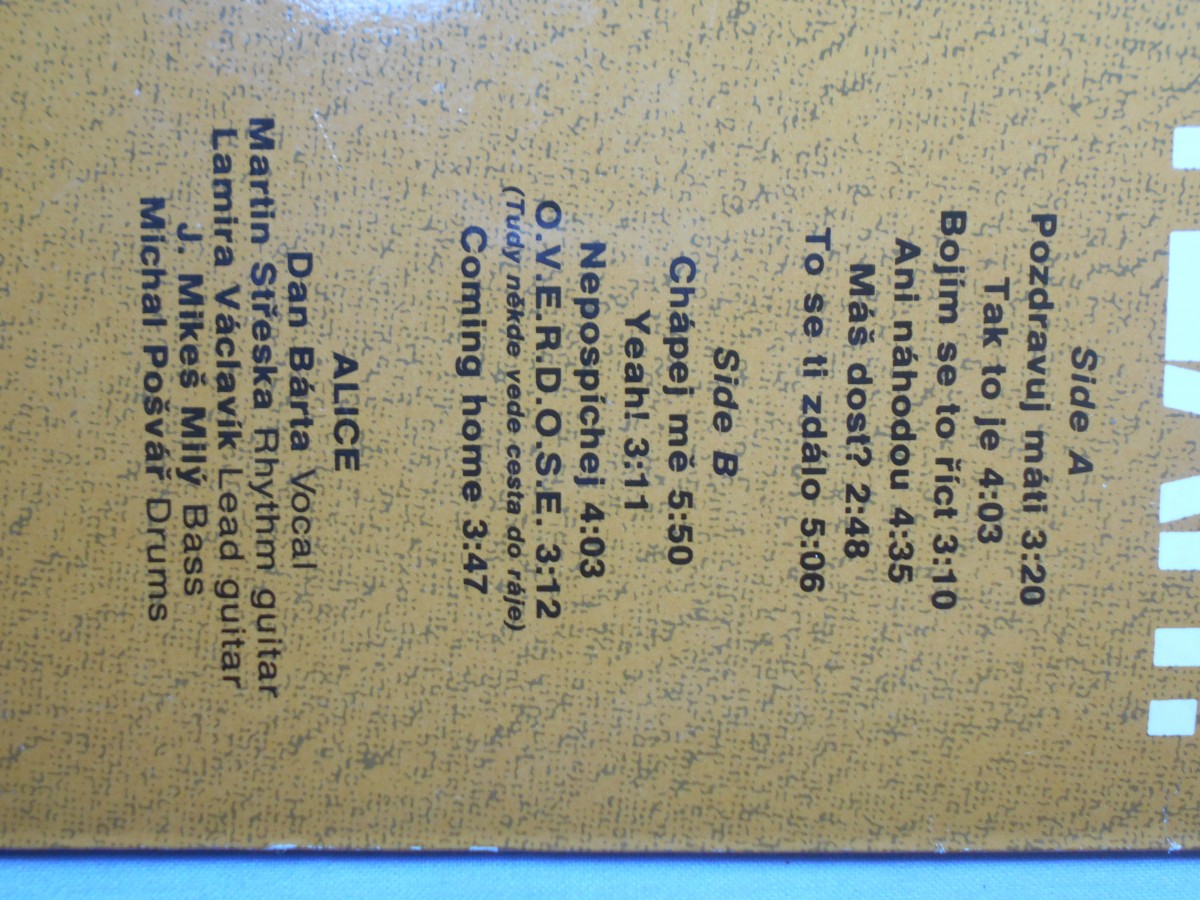 Side A
Pozdravuj máti 3:20
Tak to je 4:03
Bojím se to říct 3:10
Ani náhodou 4:35
Máš dost? 2:48
To se ti zdálo 5:06
Side B
Chápej mě 5:50
Yeah! 3:11
Nepospíchej 4:03
O.V.E.R.D.O.S.E. 3:12
(Tudy někde vede cesta do ráje)
Coming home 3:47
ALICE
Dan Bárta Vocal
Martin Střeska Rhythm guitar
Lamira Václavík Lead guitar
J. Mikeš Milý Bass
Michal Pošvář Drums